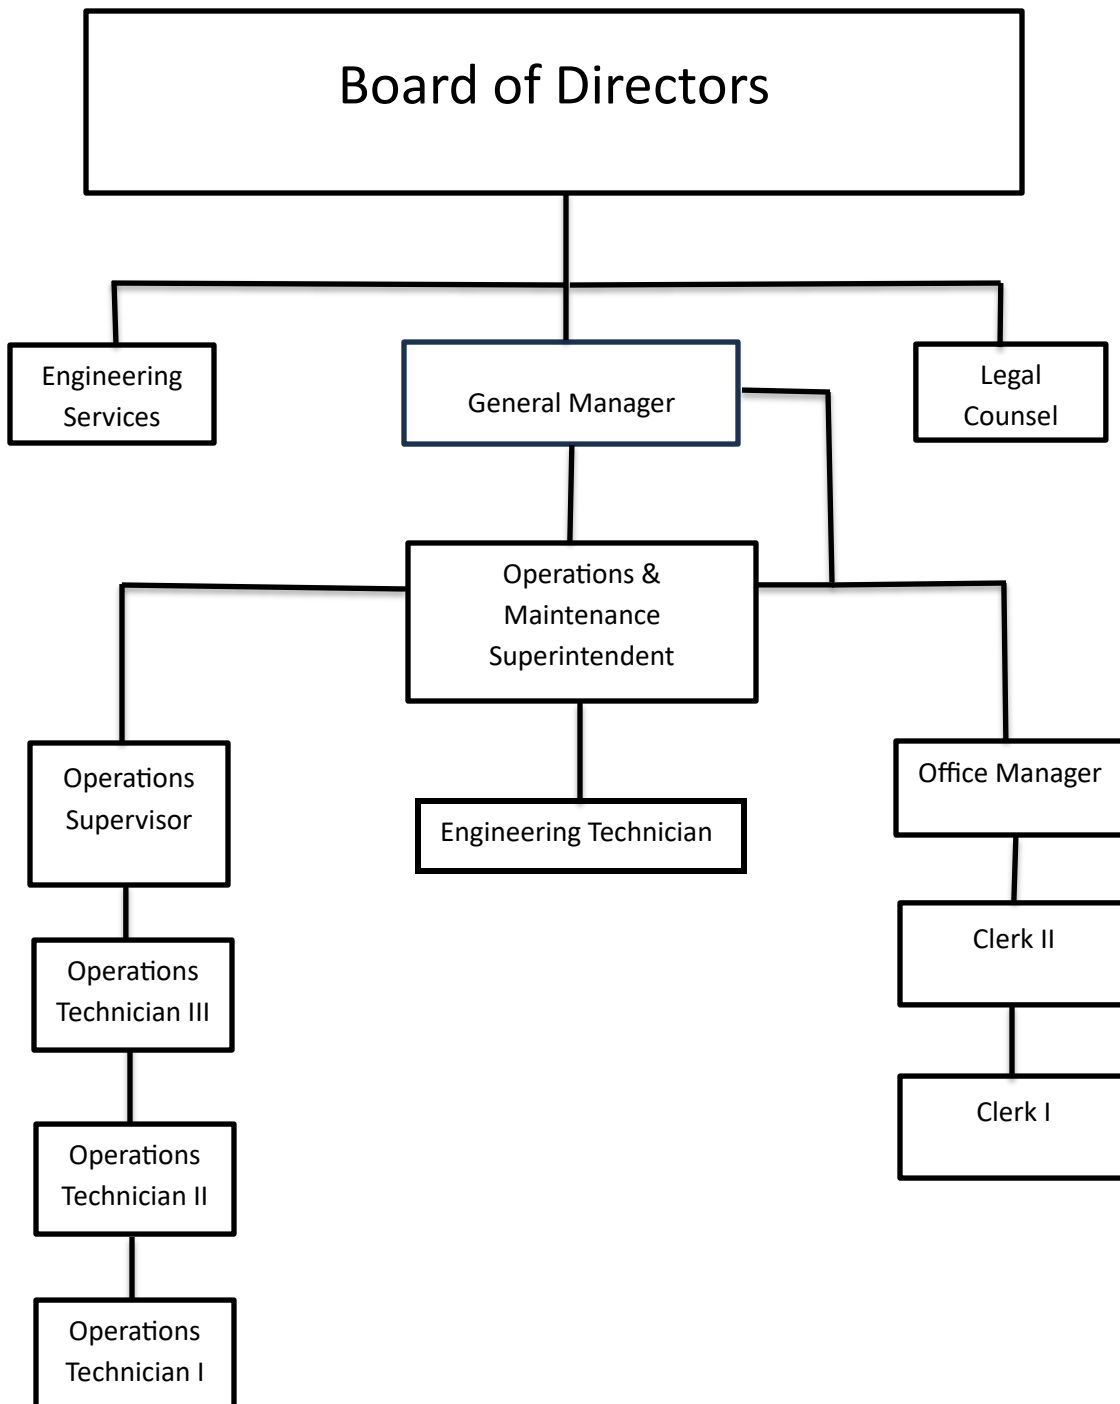 Board of Directors
Engineering
Services
General Manager
Legal
Counsel
Operations &
Maintenance
Superintendent
Operations
Supervisor
Engineering Technician
Office Manager
Operations
Technician III
Clerk II
Operations
Technician II
Clerk I
Operations
Technician I